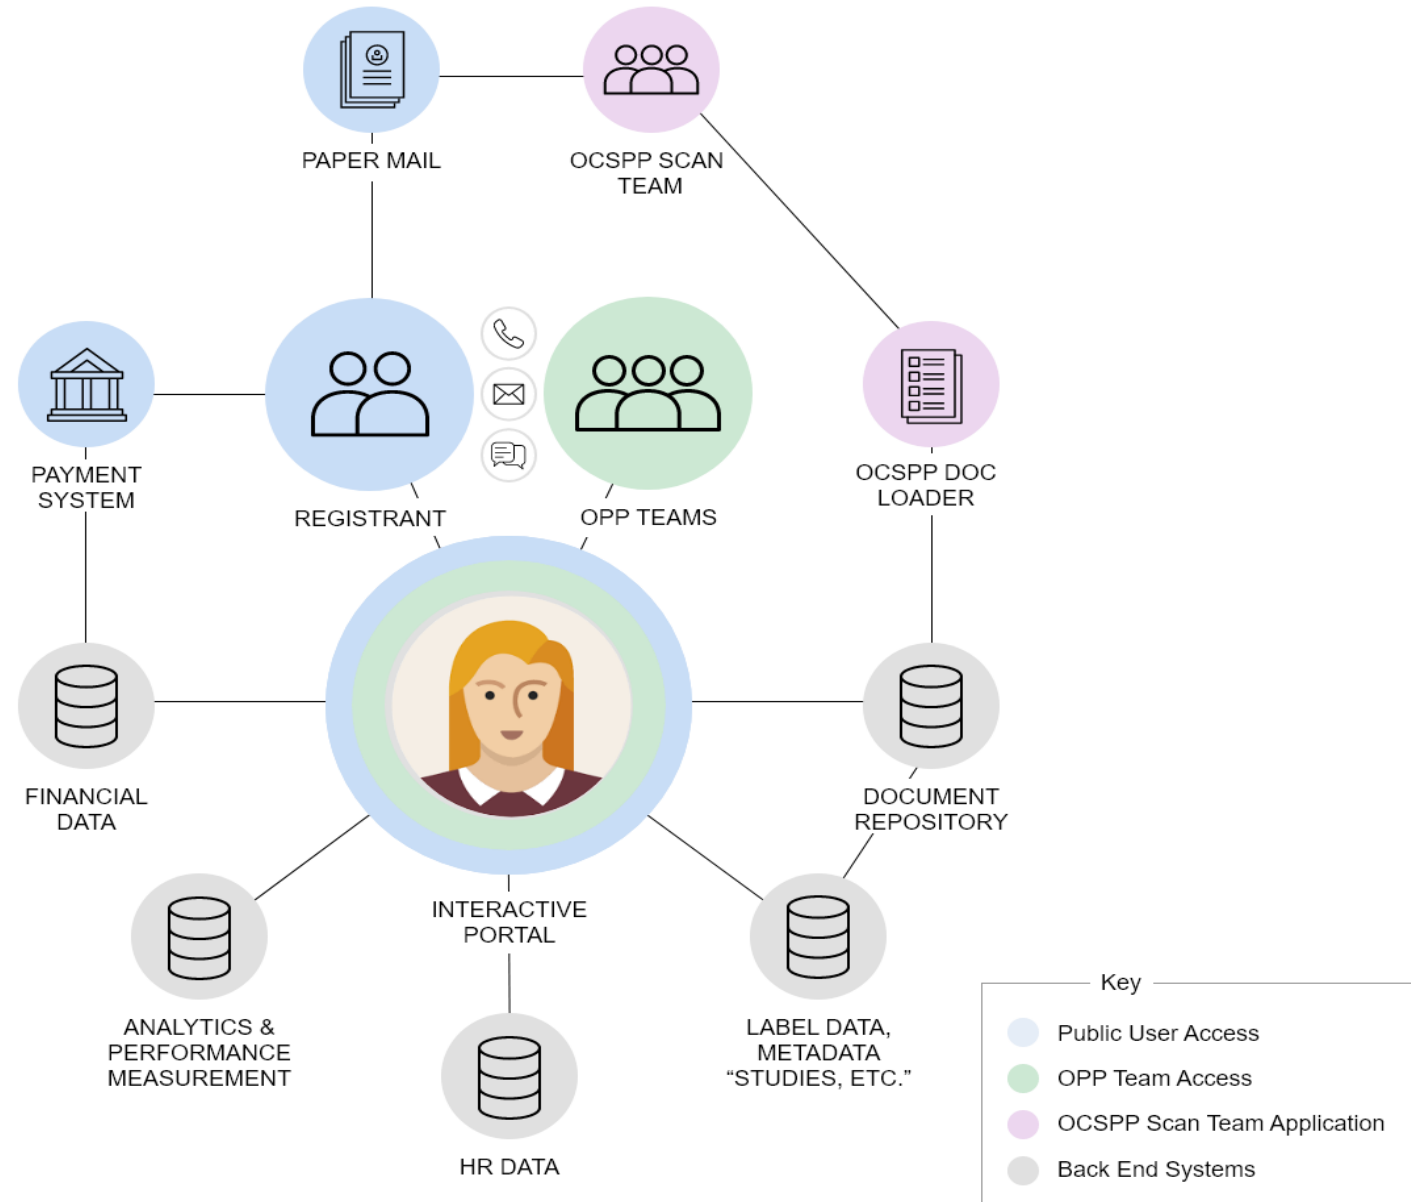 PAPER MAIL
OCSPP SCAN
TEAM
PAYMENT
SYSTEM
REGISTRANT
OPP TEAMS
OCSPP DOC
LOADER
FINANCIAL
DATA
DOCUMENT
REPOSITORY
INTERACTIVE
PORTAL
ANALYTICS &
PERFORMANCE
MEASUREMENT
LABEL DATA,
METADATA
“STUDIES, ETC.”
HR DATA
Key
Public User Access
OPP Team Access
OCSPP Scan Team Application
Back End Systems